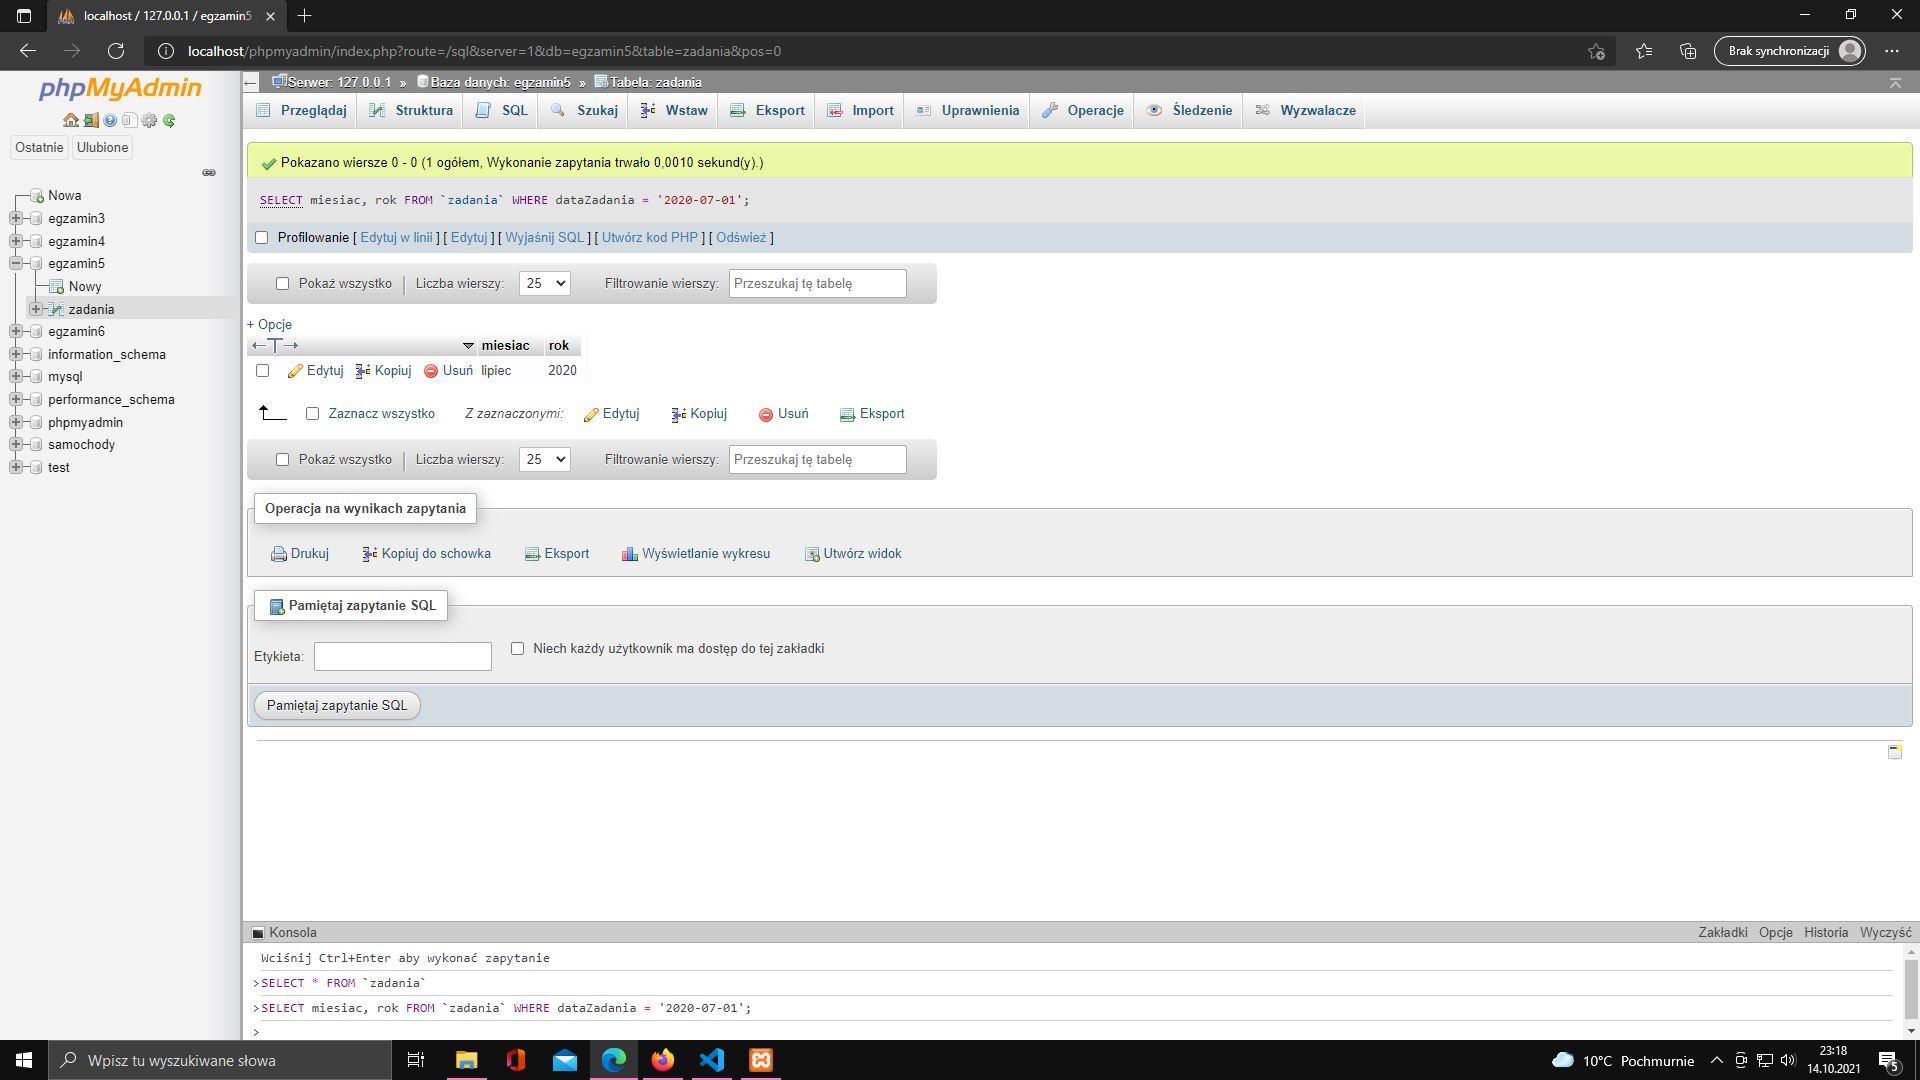 localhost / 127.0.0.1 / egzamin5
localhost/phpmyadmin/index.php?route=/sql&server=1&db=egzamin5&table=zadania&pos=0
Brak synchronizacji
phpMyAdmin
Ostatnie Ulubione
Nowa
egzamin3
egzamin4
egzamin5
Nowy
zadania
egzamin6
information_schema
mysql
performance_schema
phpmyadmin
samochody
test
Serwer: 127.0.0.1 » Baza danych: egzamin5 » Tabela: zadania
Przeglądaj Struktura SQL Szukaj Wstaw Eksport Import Uprawnienia Operacje Śledzenie Wyzwalacze
Pokazano wiersze 0 - 0 (1 ogółem, Wykonanie zapytania trwało 0,0010 sekund(y).)
SELECT miesiac, rok FROM `zadania` WHERE dataZadania = '2020-07-01';
Profilowanie [ Edytuj w linii ] [ Edytuj ] [ Wyjaśnij SQL ] [ Utwórz kod PHP ] [ Odśwież ]
Pokaż wszystko | Liczba wierszy: 25 Filtrowanie wierszy: Przeszukaj tę tabelę
+ Opcje
←T→ miesiac rok
Edytuj Kopiuj Usuń lipiec 2020
Zaznacz wszystko Z zaznaczonymi: Edytuj Kopiuj Usuń Eksport
Pokaż wszystko | Liczba wierszy: 25 Filtrowanie wierszy: Przeszukaj tę tabelę
Operacja na wynikach zapytania
Drukuj Kopiuj do schowka Eksport Wyświetlanie wykresu Utwórz widok
Pamiętaj zapytanie SQL
Etykieta: Niech każdy użytkownik ma dostęp do tej zakładki
Pamiętaj zapytanie SQL
Konsola Zakładki Opcje Historia Wyczyść
Wciśnij Ctrl+Enter aby wykonać zapytanie
>SELECT * FROM `zadania`
>SELECT miesiac, rok FROM `zadania` WHERE dataZadania = '2020-07-01';
>
Wpisz tu wyszukiwane słowa
10°C Pochmurnie
23:18
14.10.2021
5